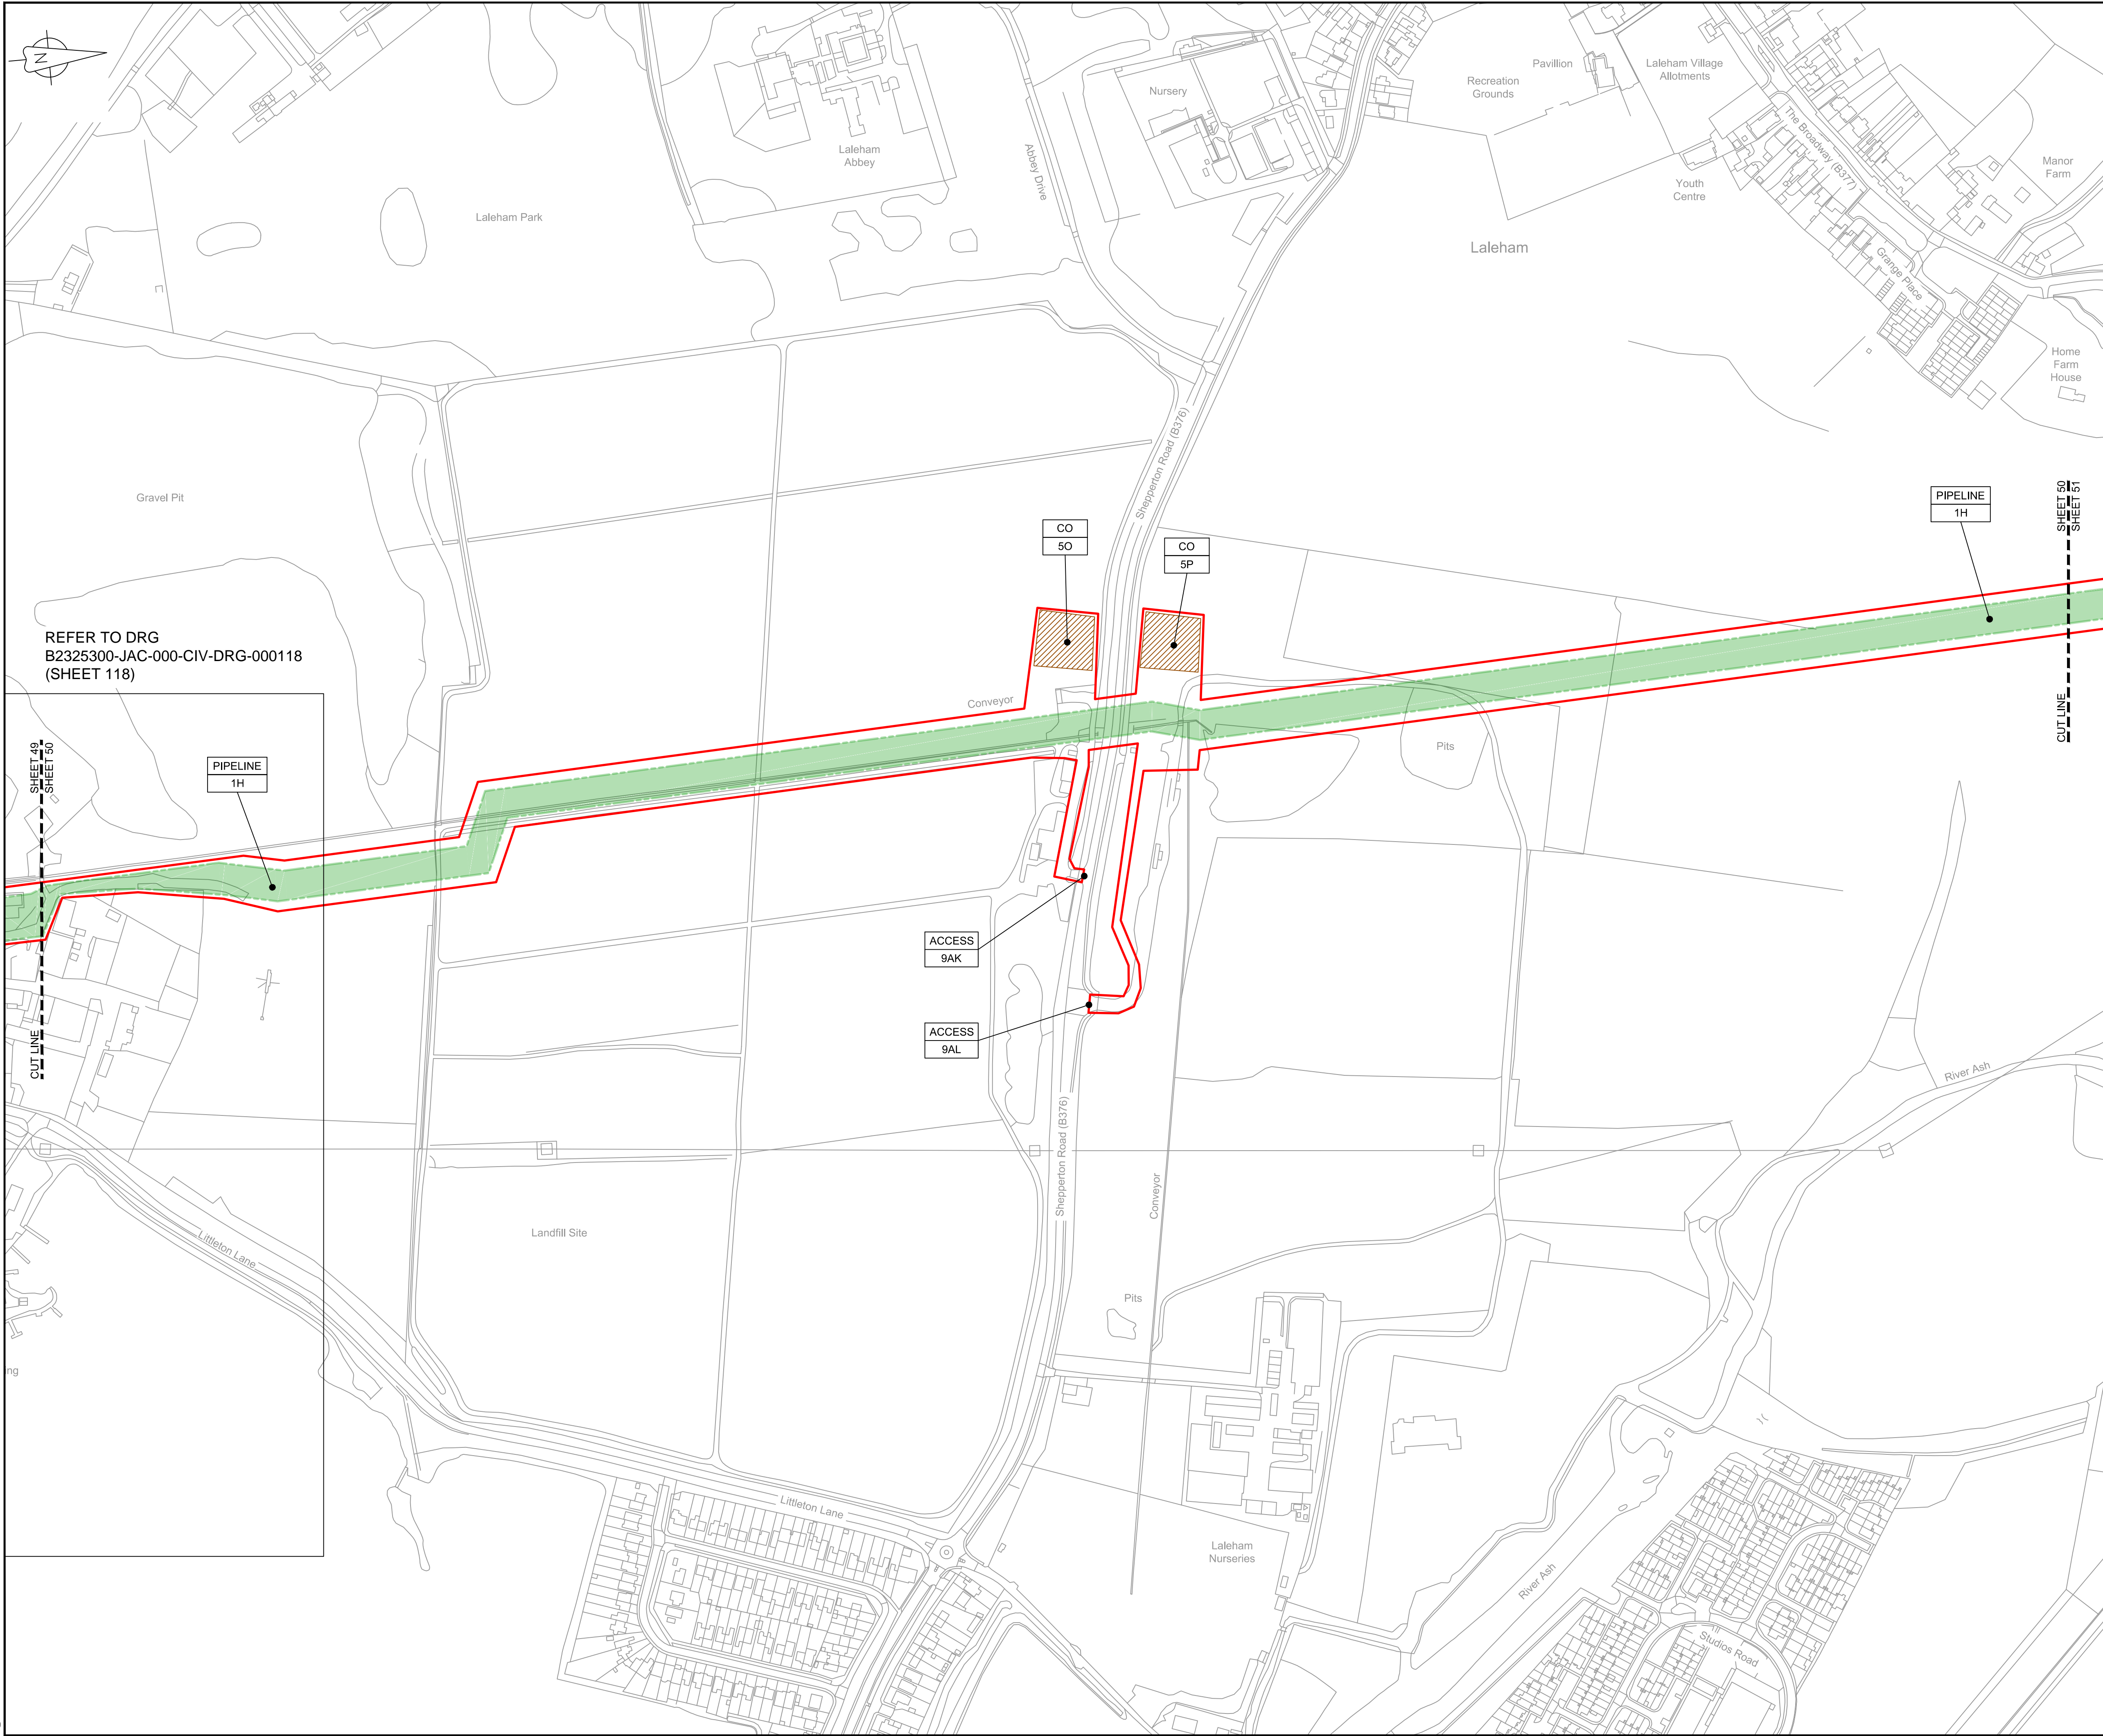 N
Laleham
Abbey
Laleham Park
Abbey Drive
Nursery
Recreation
Grounds
Pavilion
Laleham Village
Allotments
The Broadway (B377)
Manor
Farm
Youth
Centre
Laleham
Grange Place
Home
Farm
House
Shepperton Road (B376)
Gravel Pit
PIPELINE
1H
SHEET 50
SHEET 51
CUT LINE
CO
5O
CO
5P
REFER TO DRG
B2325300-JAC-000-CIV-DRG-000118
(SHEET 118)
Conveyor
Pits
SHEET 49
SHEET 50
CUT LINE
PIPELINE
1H
ACCESS
9AK
ACCESS
9AL
River Ash
Shepperton Road (B376)
Conveyor
Littleton Lane
Landfill Site
Pits
ing
Littleton Lane
Laleham
Nurseries
River Ash
Studios Road